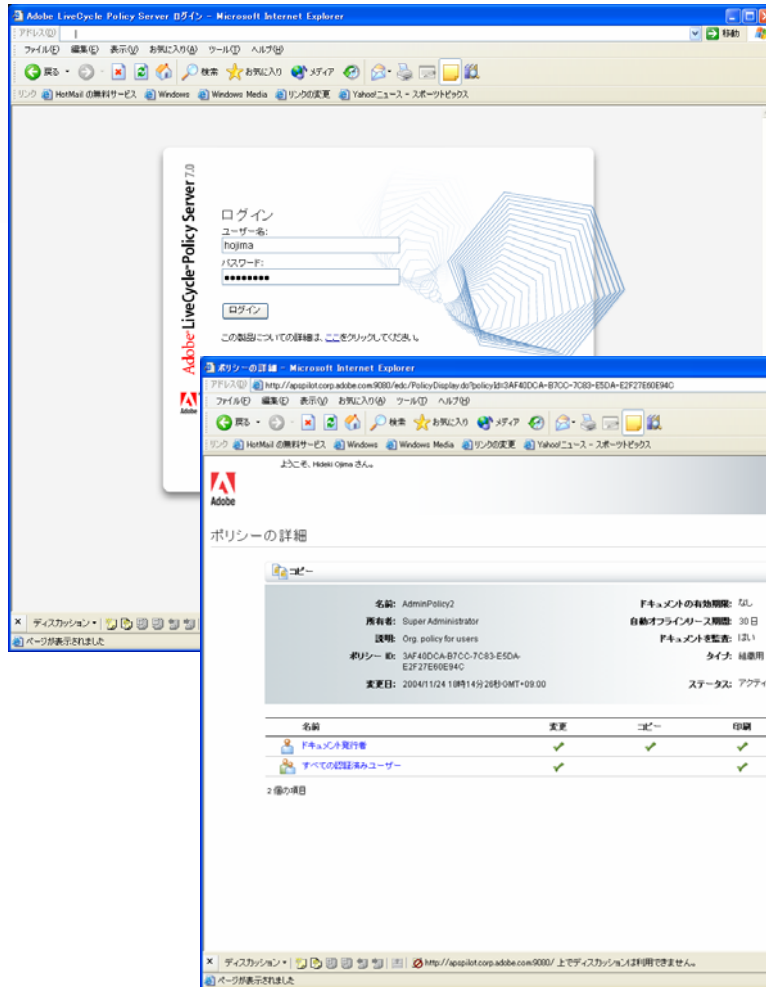 Adobe LiveCycle Policy Server ログイン - Microsoft Internet Explorer
アドレス(D) 移動
ファイル(F) 編集(E) 表示(V) お気に入り(A) ツール(T) ヘルプ(H)
戻る 検索 お気に入り メディア
リンク HotMail の無料サービス Windows Windows Media リンクの変更 Yahoo!ニュース - スポーツトピックス
Adobe LiveCycle Policy Server 7.0
ログイン
ユーザー名:
hojima
パスワード:
●●●●●●●●
ログイン
この製品についての詳細は、ここをクリックしてください。
Adobe
ディスカッション
ページが表示されました
ポリシーの詳細 - Microsoft Internet Explorer
アドレス(D) http://apspilot.corp.adobe.com:9080/edc/PolicyDisplay.do?policyId=3AF40DCA-B7CC-7C83-E5DA-E2F27E60E94C
ファイル(F) 編集(E) 表示(V) お気に入り(A) ツール(T) ヘルプ(H)
戻る 検索 お気に入り メディア
リンク HotMail の無料サービス Windows Windows Media リンクの変更 Yahoo!ニュース - スポーツトピックス
ようこそ、Hideki Ojima さん。
Adobe
ポリシーの詳細
コピー
名前: AdminPolicy2 ドキュメントの有効期限: なし
所有者: Super Administrator 自動オフラインリース期間: 30 日
説明: Org. policy for users ドキュメントを監査: はい
ポリシー ID: 3AF40DCA-B7CC-7C83-E5DA- タイプ: 組織用
E2F27E60E94C
変更日: 2004/11/24 10時14分26秒 GMT+09:00 ステータス: アクティ
名前 変更 コピー 印刷
ドキュメント発行者
すべての認証済みユーザー
2 個の項目
ディスカッション http://apspilot.corp.adobe.com:9080/ 上でディスカッションは利用できません。
ページが表示されました